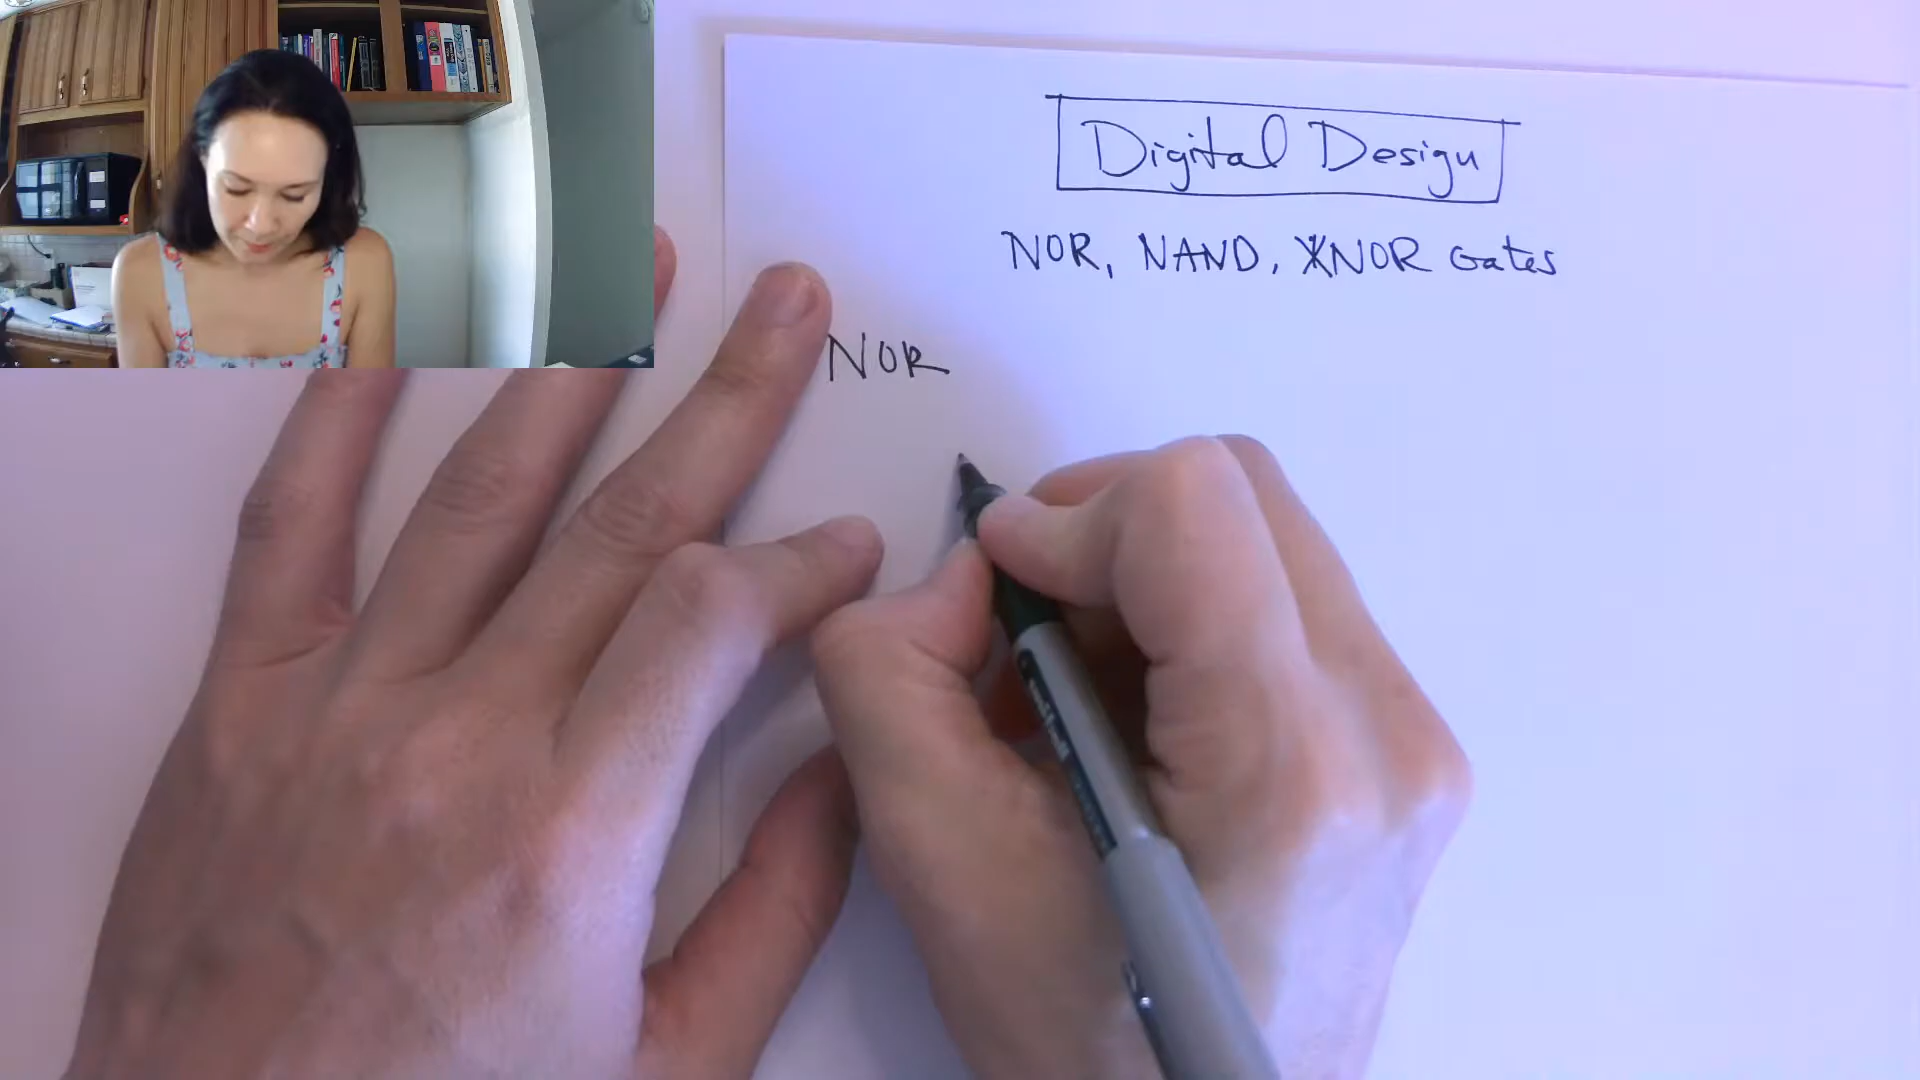 Digital Design
NOR, NAND, XNOR Gates
NOR